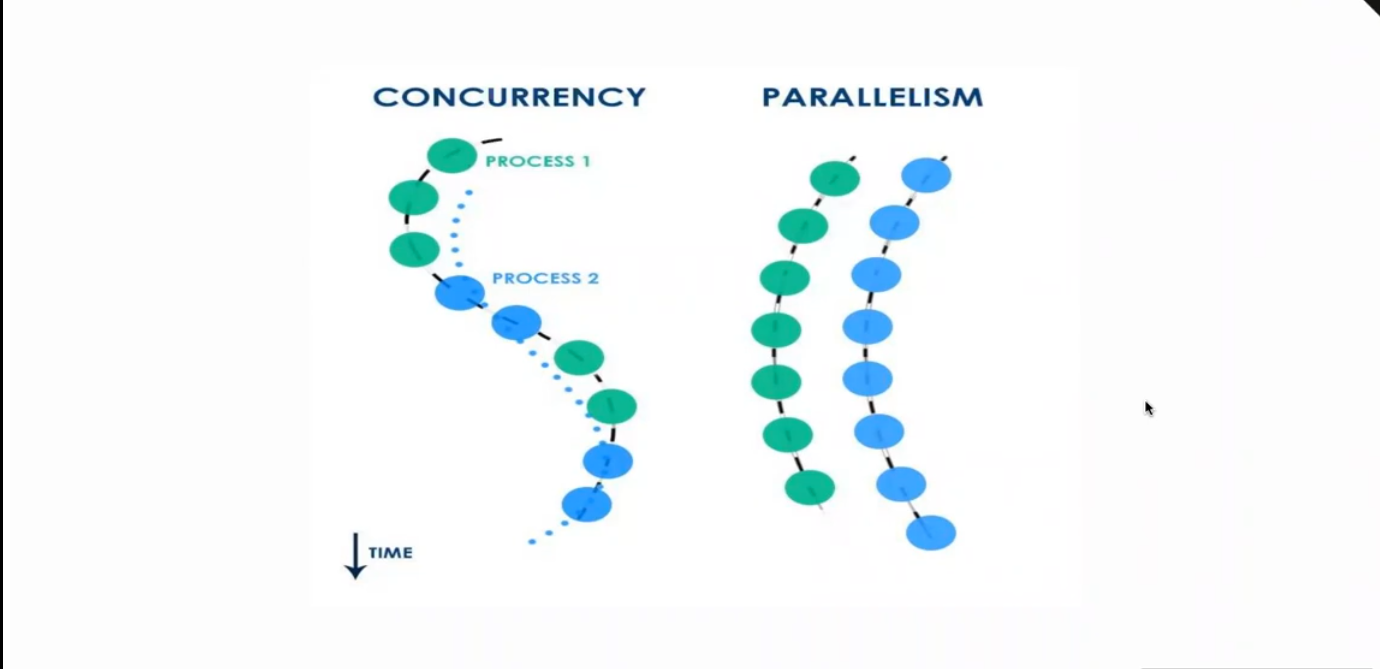 CONCURRENCY
PROCESS 1
PROCESS 2
TIME
PARALLELISM